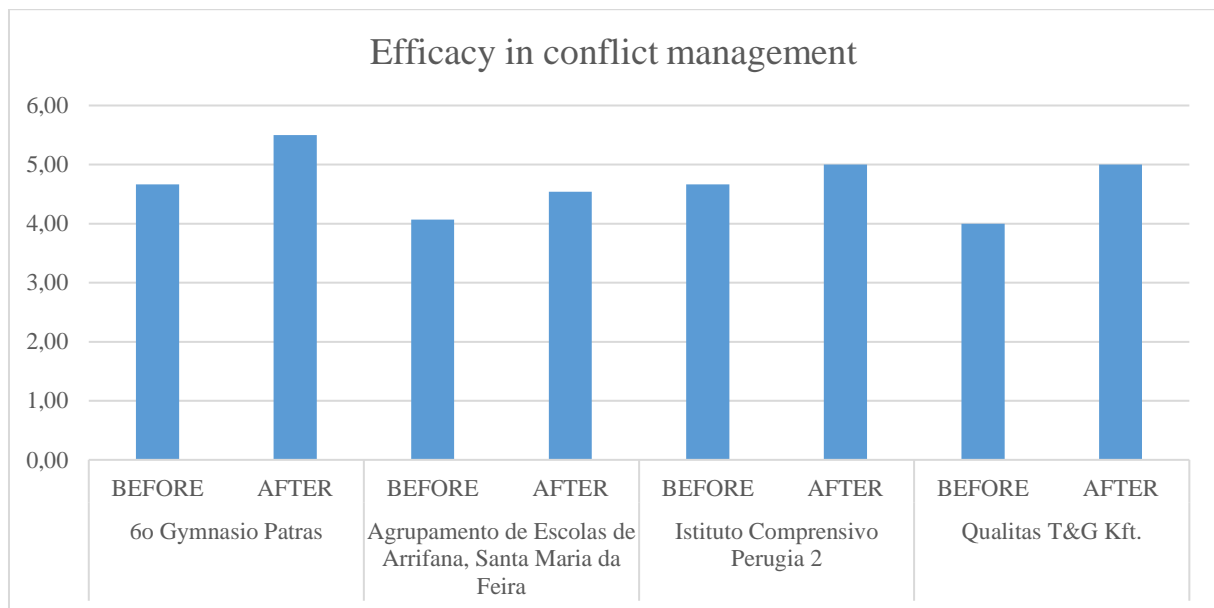 Efficacy in conflict management
6,00
5,00
4,00
3,00
2,00
1,00
0,00
BEFORE AFTER BEFORE AFTER BEFORE AFTER BEFORE AFTER
6o Gymnasio Patras
Agrupamento de Escolas de
Arrifana, Santa Maria da
Feira
Istituto Comprensivo
Perugia 2
Qualitas T&G Kft.